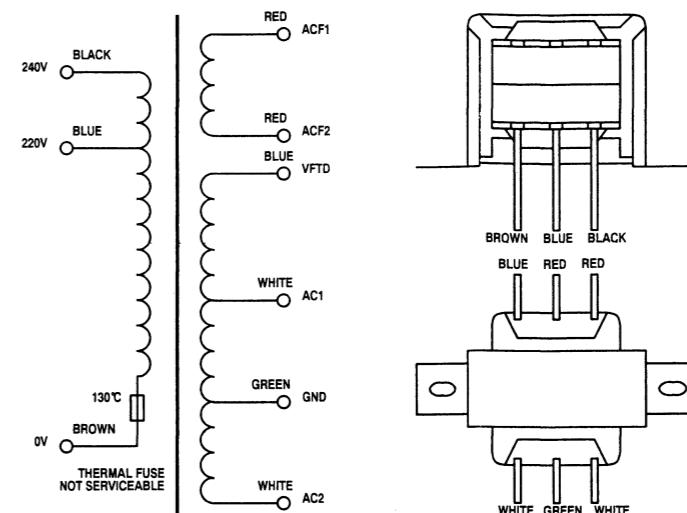 RED
ACF1
BLACK
240V
RED
ACF2
BLUE
220V
BLUE
VFTD
WHITE
AC1
GREEN
GND
130℃
BROWN
0V
THERMAL FUSE
NOT SERVICEABLE
WHITE
AC2
BROWN BLUE BLACK
BLUE RED RED
WHITE GREEN WHITE